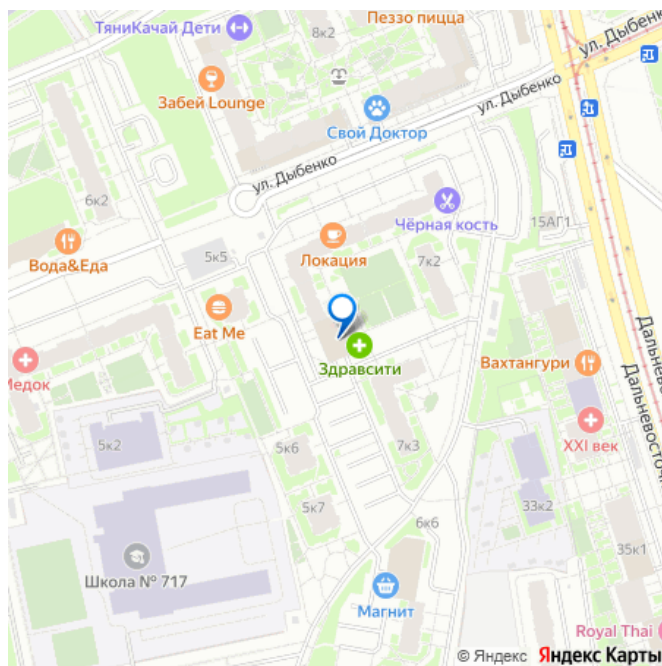 Пеззо пицца
ТяниКачай Дети
8к2
ул. Дыбенко
Забей Lounge
ул. Дыбенко
Свой Доктор
ул. Дыбенко
6к2
Чёрная кость
15АГ1
Вода&Еда
5к5
Локация
7к2
Eat Me
Дальнево
Здравсити
Вахтангури
Медок
Дальневосточн
5к2
5к6
7к3
XXI век
5к7
33к2
6к6
35к1
Школа № 717
Магнит
Royal Thai
© Яндекс Яндекс Карты